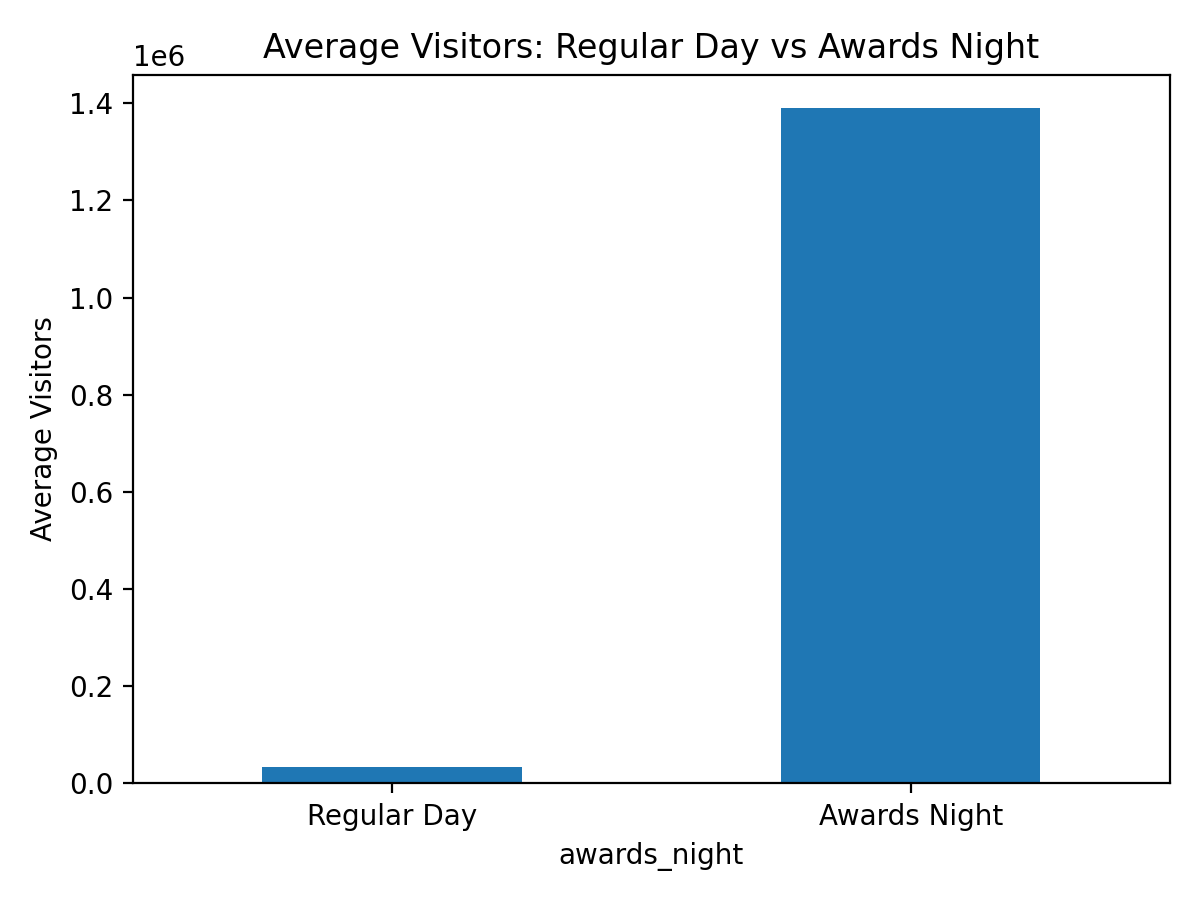 Average Visitors: Regular Day vs Awards Night
1e6
1.4
1.2
1.0
0.8
0.6
0.4
0.2
0.0
Average Visitors
Regular Day
Awards Night
awards_night